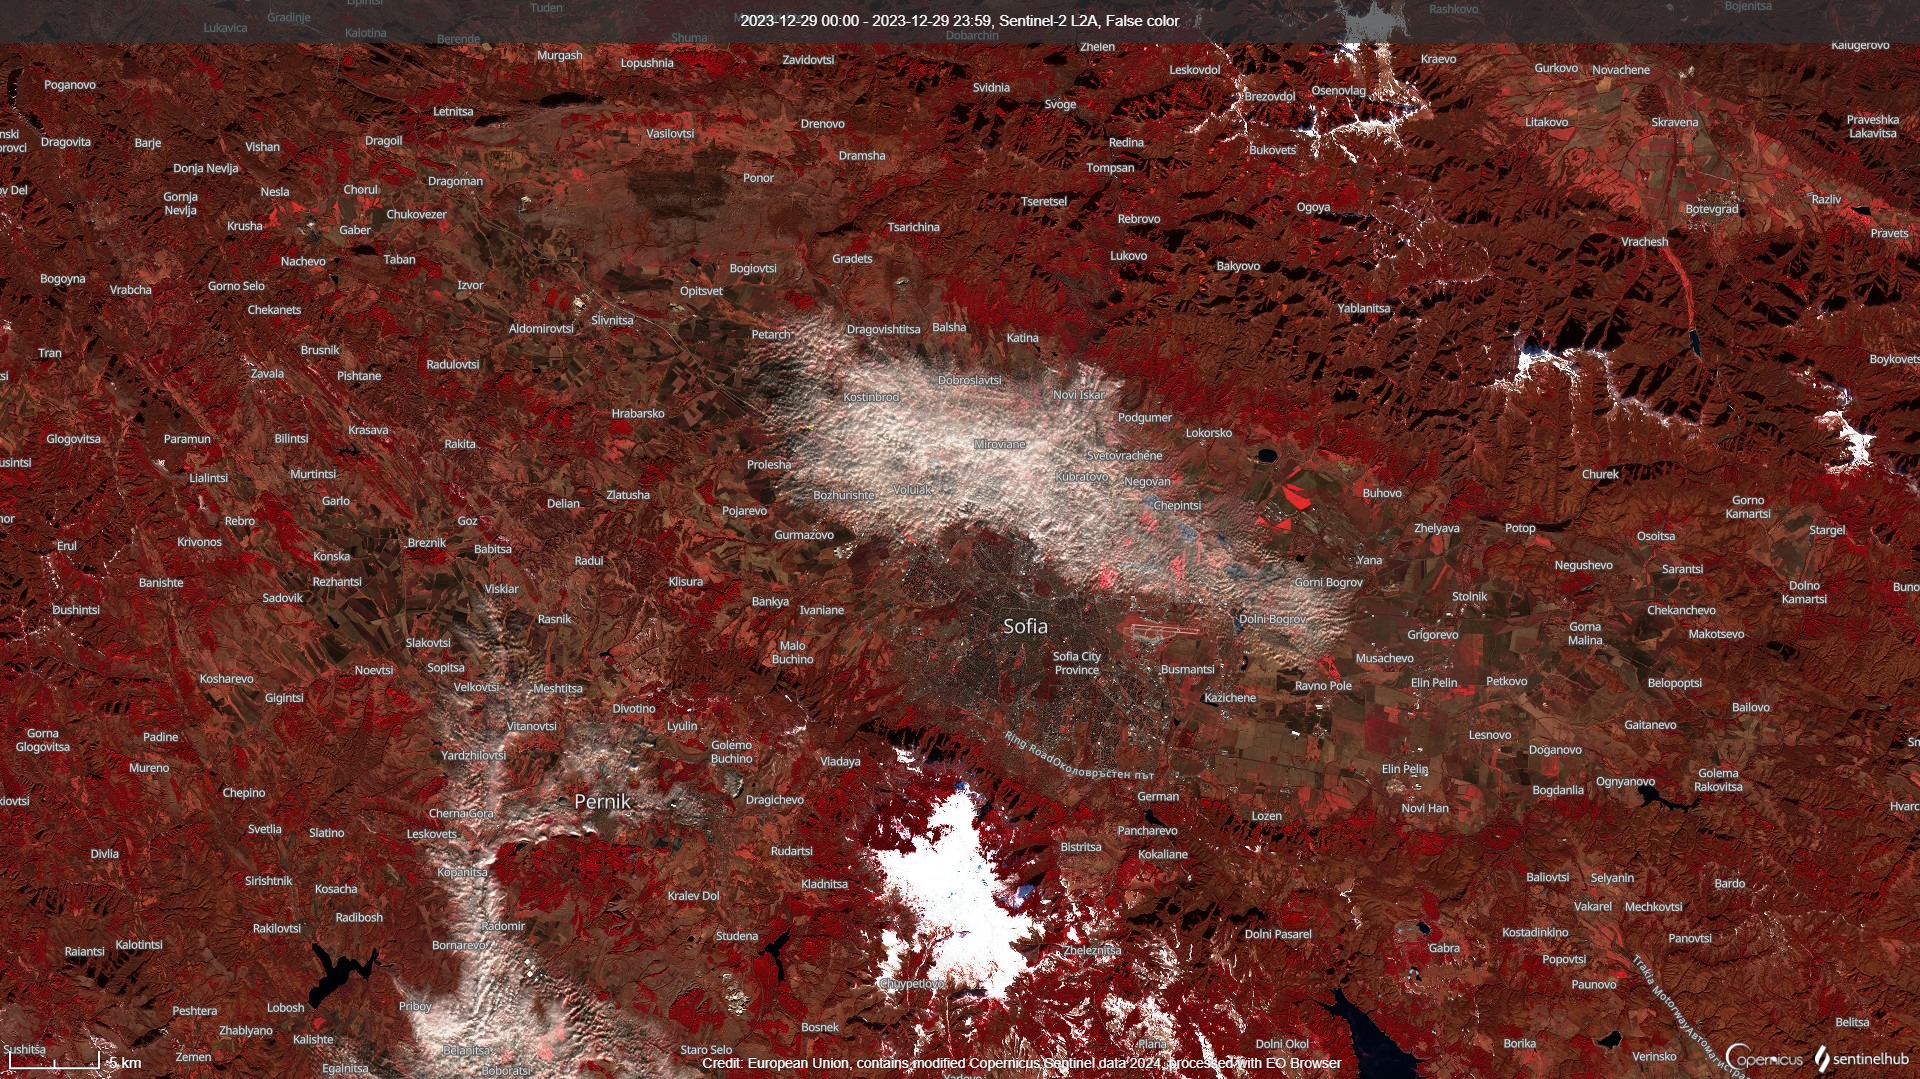 2023-12-29 00:00 - 2023-12-29 23:59, Sentinel-2 L2A, False color
Lukavica
Gradinje
Kalotina
Berende
Tuden
Shuma
Dobarchin
Rashkovo
Bojenitsa
Murgash
Lopushnia
Zavidovtsi
Zhelen
Leskovdol
Kraevo
Gurkovo
Novachene
Kalugerovo
Poganovo
Svidnia
Brezovdol
Osenovlag
Letnitsa
Svoge
Drenovo
Vasilovtsi
Litakovo
Skravena
Praveshka
Lakavitsa
Dragovita
Barje
Vishan
Dragoil
Dramsha
Redina
Bukovets
Donja Nevlja
Tompsan
Ponor
Dragoman
Gornja
Nevlja
Nesla
Chorul
Tseretsel
Ogoya
Botevgrad
Razliv
Krusha
Gaber
Chukovezer
Tsarichina
Rebrovo
Vrachesh
Pravets
Nachevo
Taban
Bogiovtsi
Gradets
Lukovo
Bakyovo
Bogoyna
Vrabcha
Gorno Selo
Izvor
Opitsvet
Chekanets
Aldomirovtsi
Slivnitsa
Petarch
Dragovishtitsa
Balsha
Katina
Yablanitsa
Tran
Brusnik
Zavala
Pishtane
Radulovtsi
Boykovets
Dobroslavtsi
Kostinbrod
Novi Iskar
Hrabarsko
Podgumer
Lokorsko
Glogovitsa
Paramun
Bilintsi
Krasava
Rakita
Miroviane
Svetovrachene
Prolesha
Kubratovo
Negovan
Churek
Lialintsi
Murtintsi
Garlo
Delian
Zlatusha
Bozhurishte
Voluiak
Chepintsi
Buhovo
Gorno
Kamartsi
Pojarevo
Rebro
Goz
Gurmazovo
Zhelyava
Potop
Osoitsa
Stargel
Erul
Krivonos
Konska
Breznik
Babitsa
Radul
Yana
Negushevo
Sarantsi
Banishte
Rezhantsi
Klisura
Gorni Bogrov
Dolno
Kamartsi
Sadovik
Viskiar
Bankya
Ivaniane
Stolnik
Dushintsi
Rasnik
Sofia
Dolni Bogrov
Chekanchevo
Slakovtsi
Malo
Buchino
Grigorevo
Gorna
Malina
Makotsevo
Noevtsi
Sopitsa
Sofia City
Province
Busmantsi
Musachevo
Kosharevo
Gigintsi
Velkovtsi
Meshtitsa
Kazichene
Ravno Pole
Elin Pelin
Petkovo
Belopoptsi
Divotino
Vitanovtsi
Lyulin
Bailovo
Gorna
Glogovitsa
Padine
Yardzhilovtsi
Golemo
Buchino
Vladaya
Ring Road
Околовръстен път
Lesnovo
Doganovo
Gaitanevo
Mureno
Elin Pelin
Ognyanovo
Golema
Rakovitsa
Chepino
Pernik
Dragichevo
German
Bogdanlia
Novi Han
Cherna Gora
Lozen
Svetlia
Slatino
Leskovets
Pancharevo
Divlia
Rudartsi
Bistritsa
Kokaliane
Sirishtnik
Kosacha
Kopanitsa
Kladnitsa
Baliovtsi
Selyanin
Bardo
Kralev Dol
Vakarel
Mechkovtsi
Rakilovtsi
Radibosh
Radomir
Studena
Dolni Pasarel
Kostadinkino
Panovtsi
Raiantsi
Kalotintsi
Bornarevo
Zheleznitsa
Gabra
Popovtsi
Chuypetlovo
Paunovo
Trakia Motorway
Peshtera
Lobosh
Priboy
Zhablyano
Kalishte
Bosnek
Belitsa
Sushitsa
Zemen
Egalnitsa
Belanitsa
Boboratsi
Staro Selo
Plana
Dolni Okol
Borika
Verinsko
5 km
Credit: European Union, contains modified Copernicus Sentinel data 2024, processed with EO Browser
Copernicus
sentinelhub